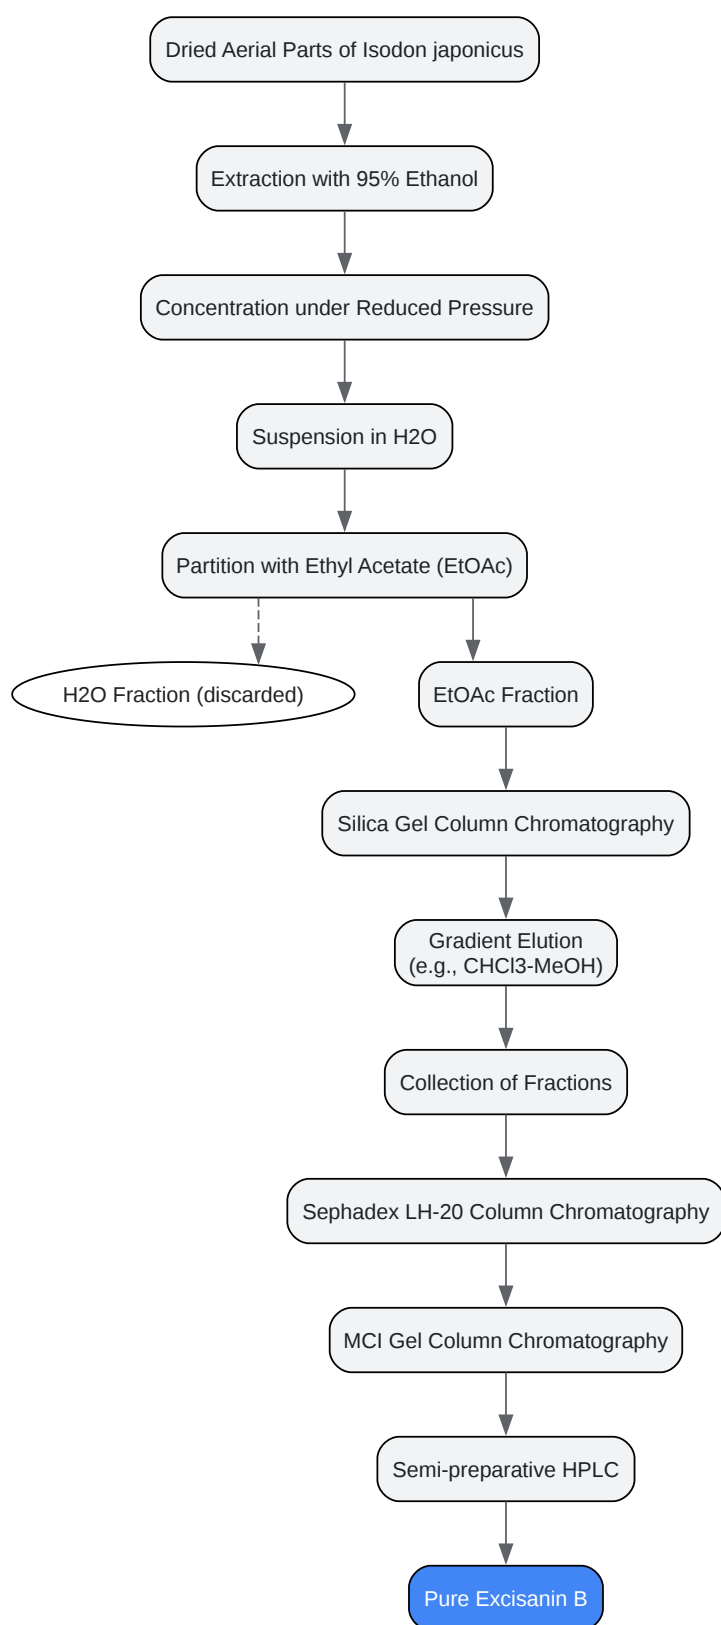 Dried Aerial Parts of Isodon japonicus
Extraction with 95% Ethanol
Concentration under Reduced Pressure
Suspension in H2O
Partition with Ethyl Acetate (EtOAc)
H2O Fraction (discarded)
EtOAc Fraction
Silica Gel Column Chromatography
Gradient Elution
(e.g., CHCl3-MeOH)
Collection of Fractions
Sephadex LH-20 Column Chromatography
MCI Gel Column Chromatography
Semi-preparative HPLC
Pure Excisanin B